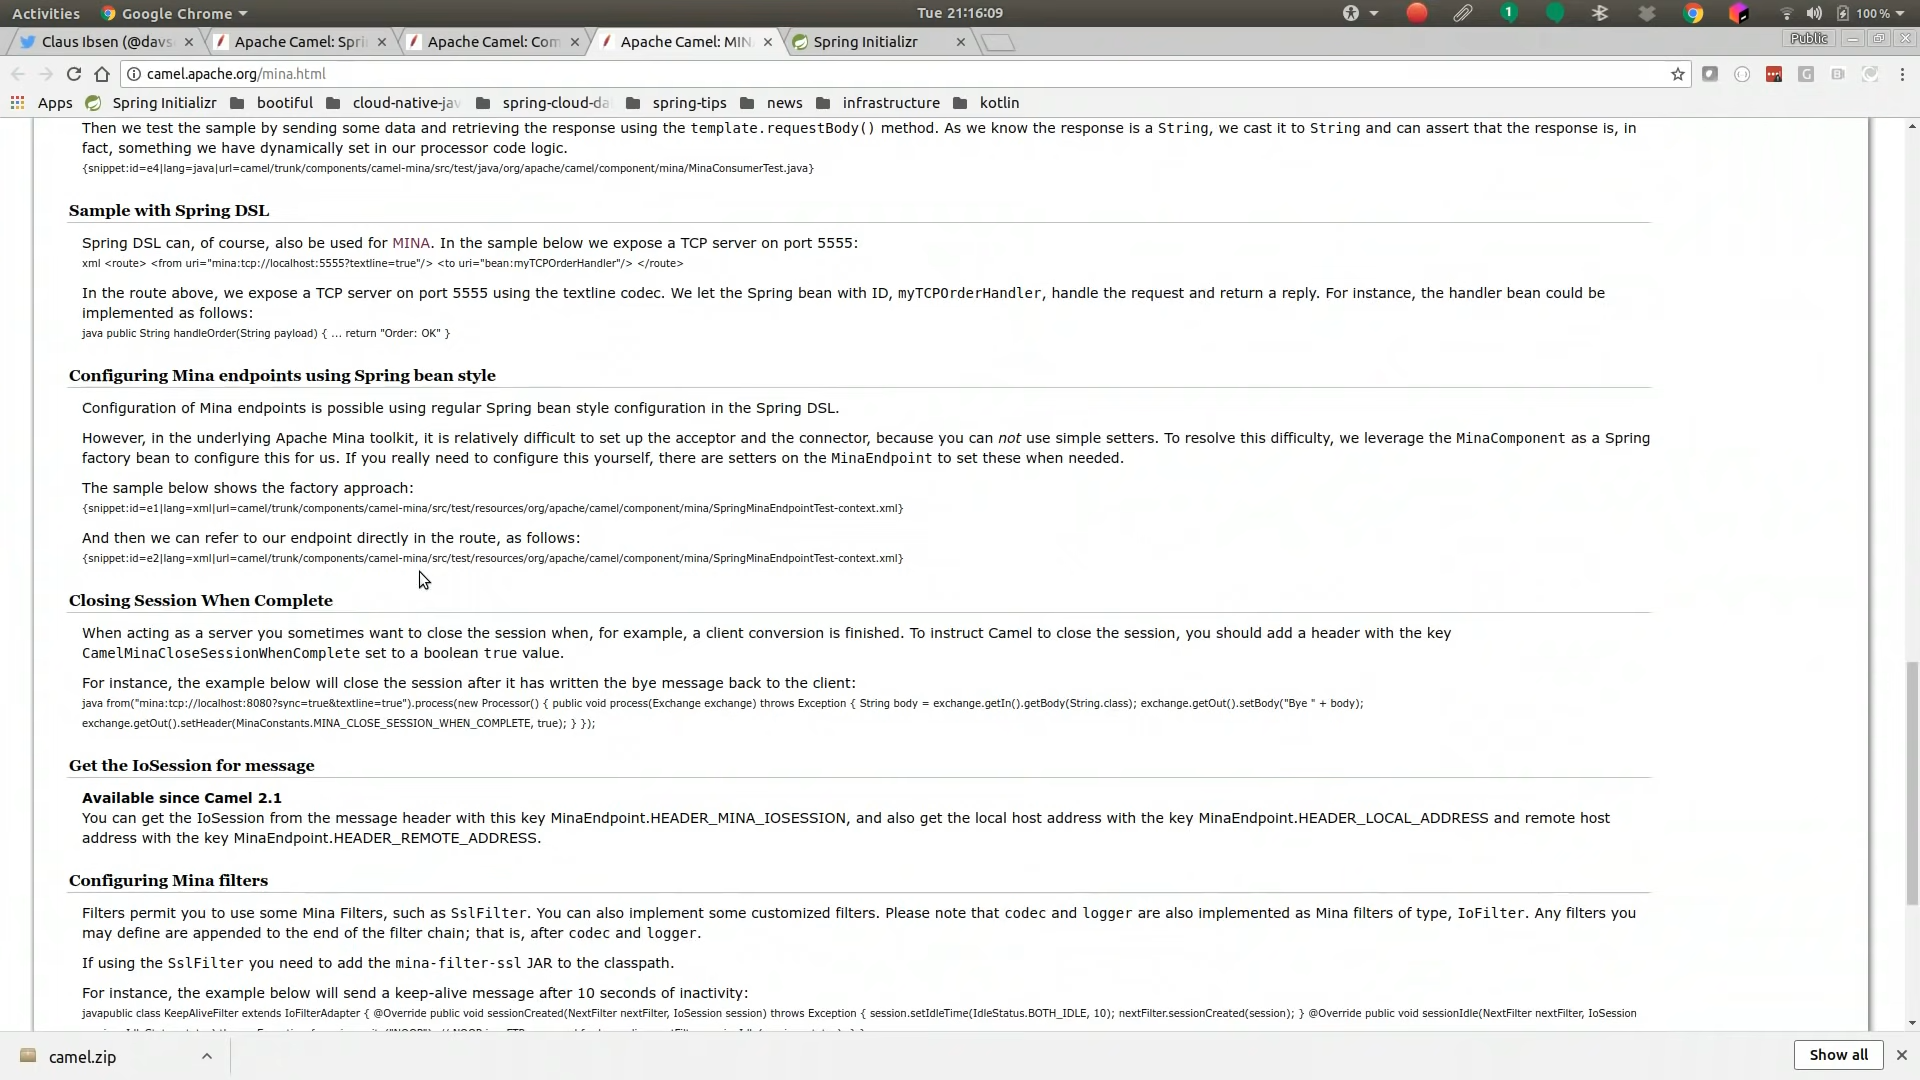 Activities Google Chrome Tue 21:16:09 1 100 %
Claus Ibsen (@davs Apache Camel: Spri Apache Camel: Com Apache Camel: MIN Spring Initializr Public
camel.apache.org/mina.html
Apps Spring Initializr bootiful cloud-native-jav spring-cloud-da spring-tips news infrastructure kotlin
Then we test the sample by sending some data and retrieving the response using the template.requestBody() method. As we know the response is a String, we cast it to String and can assert that the response is, in
fact, something we have dynamically set in our processor code logic.
{snippet:id=e4|lang=java|url=camel/trunk/components/camel-mina/src/test/java/org/apache/camel/component/mina/MinaConsumerTest.java}
Sample with Spring DSL
Spring DSL can, of course, also be used for MINA. In the sample below we expose a TCP server on port 5555:
xml <route> <from uri="mina:tcp://localhost:5555?textline=true"/> <to uri="bean:myTCPOrderHandler"/> </route>
In the route above, we expose a TCP server on port 5555 using the textline codec. We let the Spring bean with ID, myTCPOrderHandler, handle the request and return a reply. For instance, the handler bean could be
implemented as follows:
java public String handleOrder(String payload) { ... return "Order: OK" }
Configuring Mina endpoints using Spring bean style
Configuration of Mina endpoints is possible using regular Spring bean style configuration in the Spring DSL.
However, in the underlying Apache Mina toolkit, it is relatively difficult to set up the acceptor and the connector, because you can not use simple setters. To resolve this difficulty, we leverage the MinaComponent as a Spring
factory bean to configure this for us. If you really need to configure this yourself, there are setters on the MinaEndpoint to set these when needed.
The sample below shows the factory approach:
{snippet:id=e1|lang=xml|url=camel/trunk/components/camel-mina/src/test/resources/org/apache/camel/component/mina/SpringMinaEndpointTest-context.xml}
And then we can refer to our endpoint directly in the route, as follows:
{snippet:id=e2|lang=xml|url=camel/trunk/components/camel-mina/src/test/resources/org/apache/camel/component/mina/SpringMinaEndpointTest-context.xml}
Closing Session When Complete
When acting as a server you sometimes want to close the session when, for example, a client conversion is finished. To instruct Camel to close the session, you should add a header with the key
CamelMinaCloseSessionWhenComplete set to a boolean true value.
For instance, the example below will close the session after it has written the bye message back to the client:
java from("mina:tcp://localhost:8080?sync=true&textline=true").process(new Processor() { public void process(Exchange exchange) throws Exception { String body = exchange.getIn().getBody(String.class); exchange.getOut().setBody("Bye " + body);
exchange.getOut().setHeader(MinaConstants.MINA_CLOSE_SESSION_WHEN_COMPLETE, true); } });
Get the IoSession for message
Available since Camel 2.1
You can get the IoSession from the message header with this key MinaEndpoint.HEADER_MINA_IOSESSION, and also get the local host address with the key MinaEndpoint.HEADER_LOCAL_ADDRESS and remote host
address with the key MinaEndpoint.HEADER_REMOTE_ADDRESS.
Configuring Mina filters
Filters permit you to use some Mina Filters, such as SslFilter. You can also implement some customized filters. Please note that codec and logger are also implemented as Mina filters of type, IoFilter. Any filters you
may define are appended to the end of the filter chain; that is, after codec and logger.
If using the SslFilter you need to add the mina-filter-ssl JAR to the classpath.
For instance, the example below will send a keep-alive message after 10 seconds of inactivity:
javapublic class KeepAliveFilter extends IoFilterAdapter { @Override public void sessionCreated(NextFilter nextFilter, IoSession session) throws Exception { session.setIdleTime(IdleStatus.BOTH_IDLE, 10); nextFilter.sessionCreated(session); } @Override public void sessionIdle(NextFilter nextFilter, IoSession
camel.zip Show all